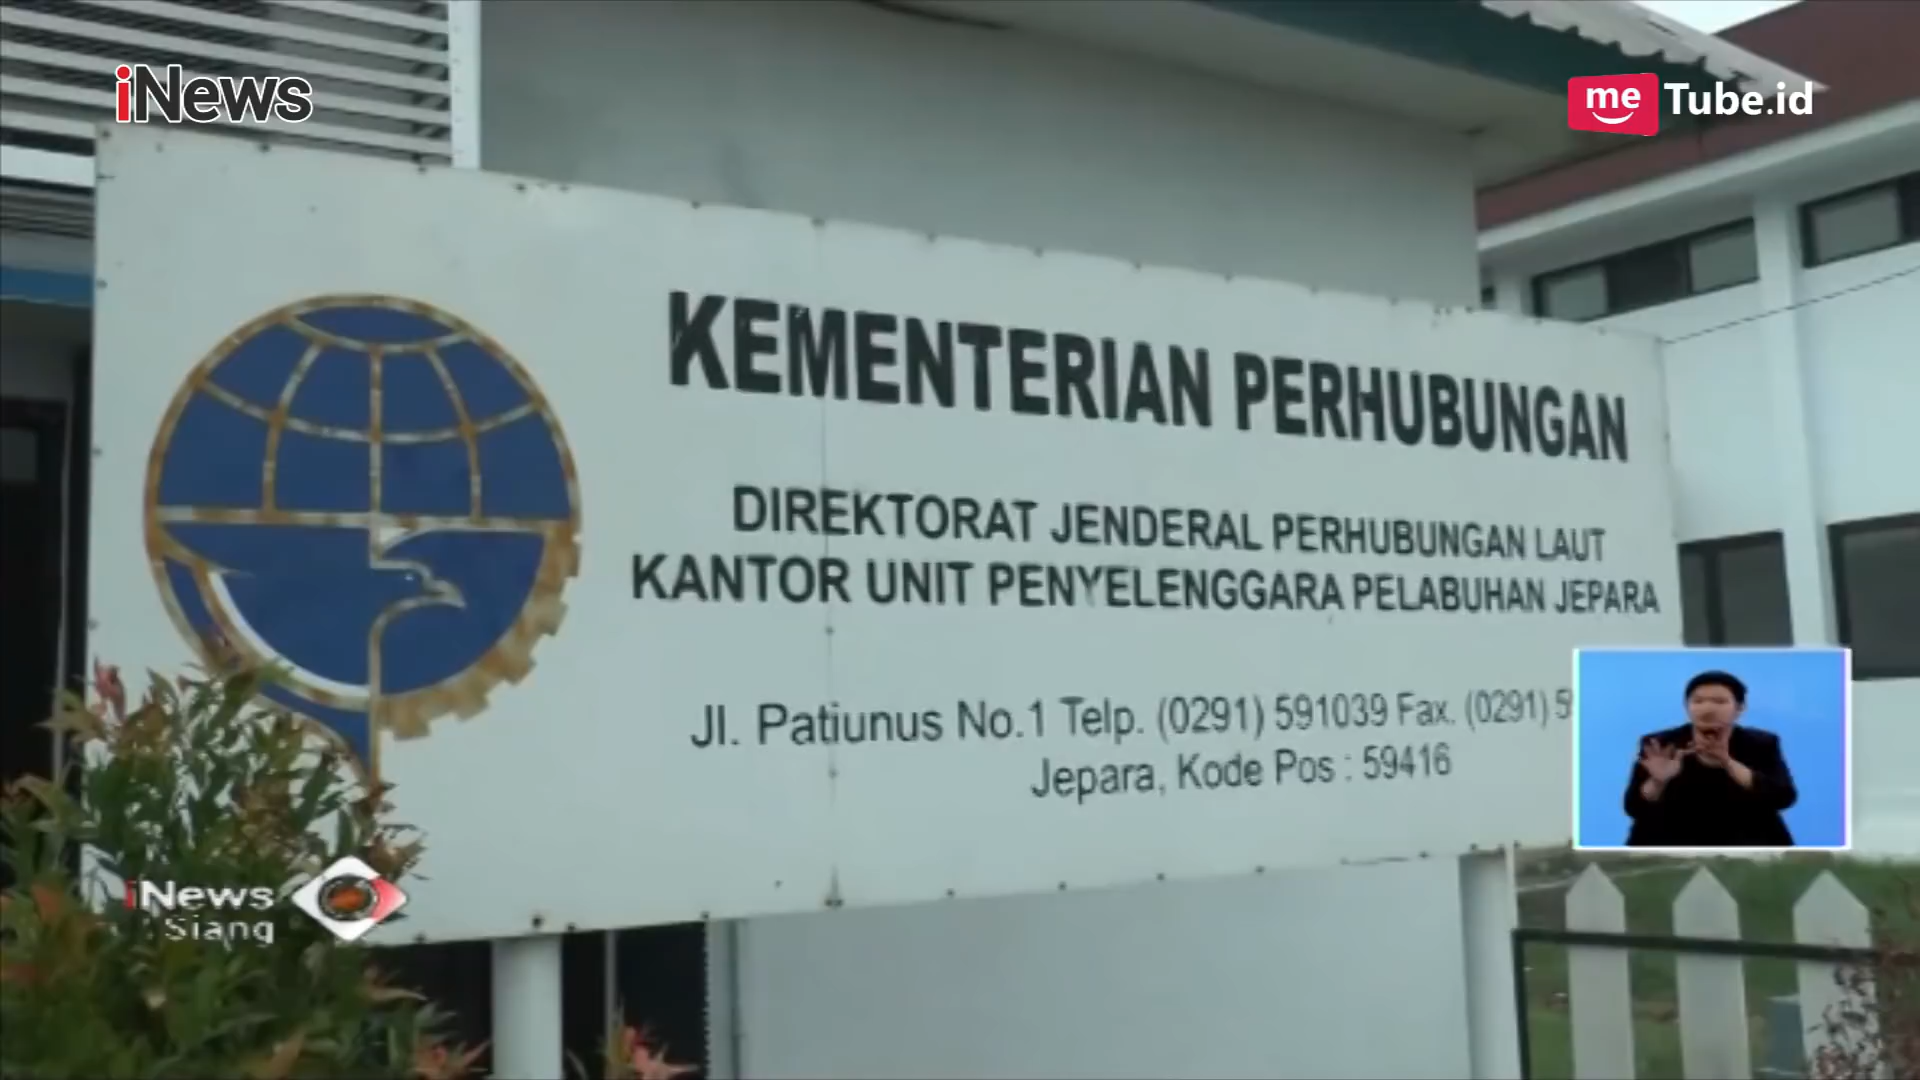 iNews
me Tube.id
KEMENTERIAN PERHUBUNGAN
DIREKTORAT JENDERAL PERHUBUNGAN LAUT
KANTOR UNIT PENYELENGGARA PELABUHAN JEPARA
Jl. Patiunus No.1 Telp. (0291) 591039 Fax. (0291)
Jepara, Kode Pos : 59416
iNews
Siang